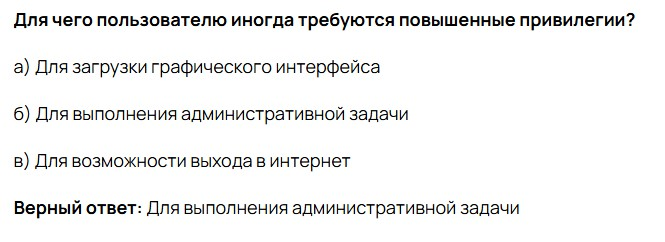 Для чего пользователю иногда требуются повышенные привилегии?
а) Для загрузки графического интерфейса
б) Для выполнения административной задачи
в) Для возможности выхода в интернет
Верный ответ: Для выполнения административной задачи